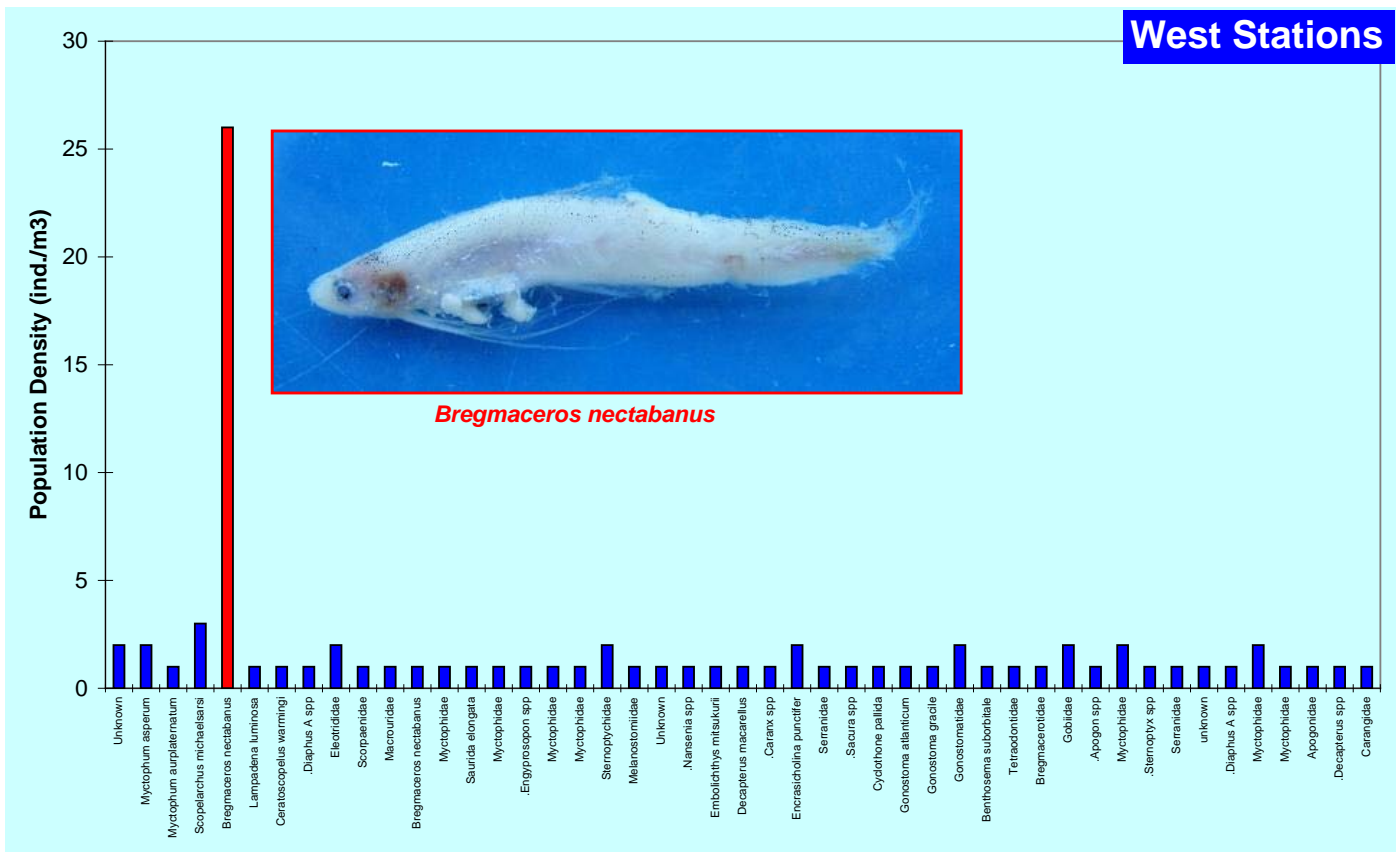 West Stations
30
25
20
15
10
5
0
Population Density (ind./m3)
Bregmaceros nectabanus
Unknown
Myctophum asperum
Myctophum aurplaternatum
Scopelarchus michaelsarsi
Bregmaceros nectabanus
Lampadena luminosa
Ceratoscopelus warmingi
.Diaphus A spp
Eleotrididae
Scorpaenidae
Macrouridae
Bregmaceros nectabanus
Myctophidae
Saurida elongata
Myctophidae
.Engyprosopon spp
Myctophidae
Myctophidae
Sternoptychidae
Melanostomiidae
Unknown
.Nansenia spp
Embolichthys mitsukurii
Decapterus macarellus
.Caranx spp
Encrasicholina punctifer
Serranidae
.Sacura spp
Cyclothone pallida
Gonostoma atlanticum
Gonostoma gracile
Gonostomatidae
Benthosema suborbitale
Tetraodontidae
Bregmacerotidae
Gobiidae
.Apogon spp
Myctophidae
.Sternoptyx spp
Serranidae
unknown
.Diaphus A spp
Myctophidae
Myctophidae
Apogonidae
.Decapterus spp
Carangidae